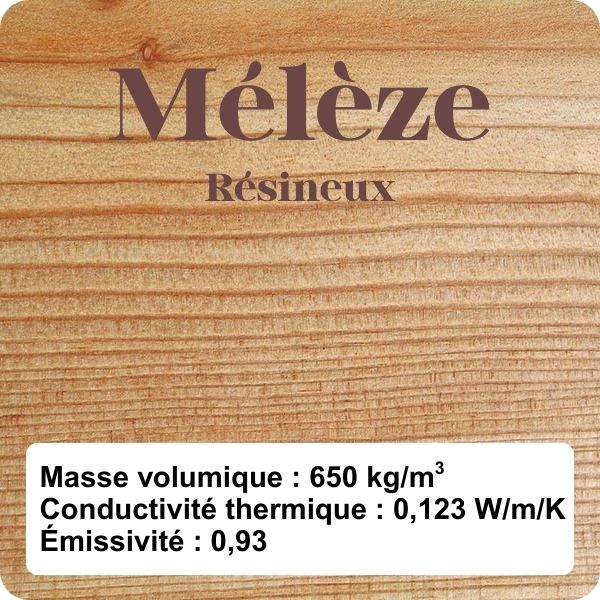 Mélèze
Résineux
Masse volumique : 650 kg/m³
Conductivité thermique : 0,123 W/m/K
Émissivité : 0,93